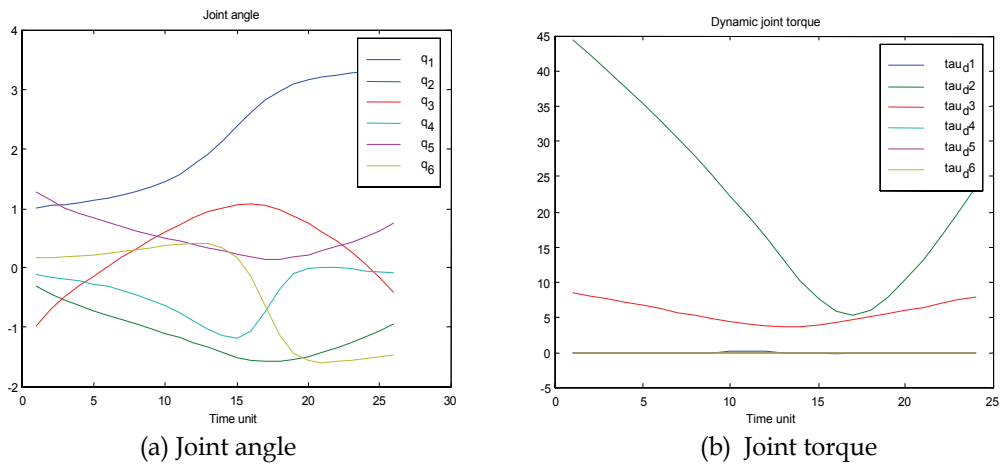 Joint angle
4
3
2
1
0
-1
-2
0
5
10
15
20
25
30
Time unit
q1
q2
q3
q4
q5
q6
(a) Joint angle
Dynamic joint torque
45
40
35
30
25
20
15
10
5
0
-5
0
5
10
15
20
25
Time unit
taud1
taud2
taud3
taud4
taud5
taud6
(b) Joint torque